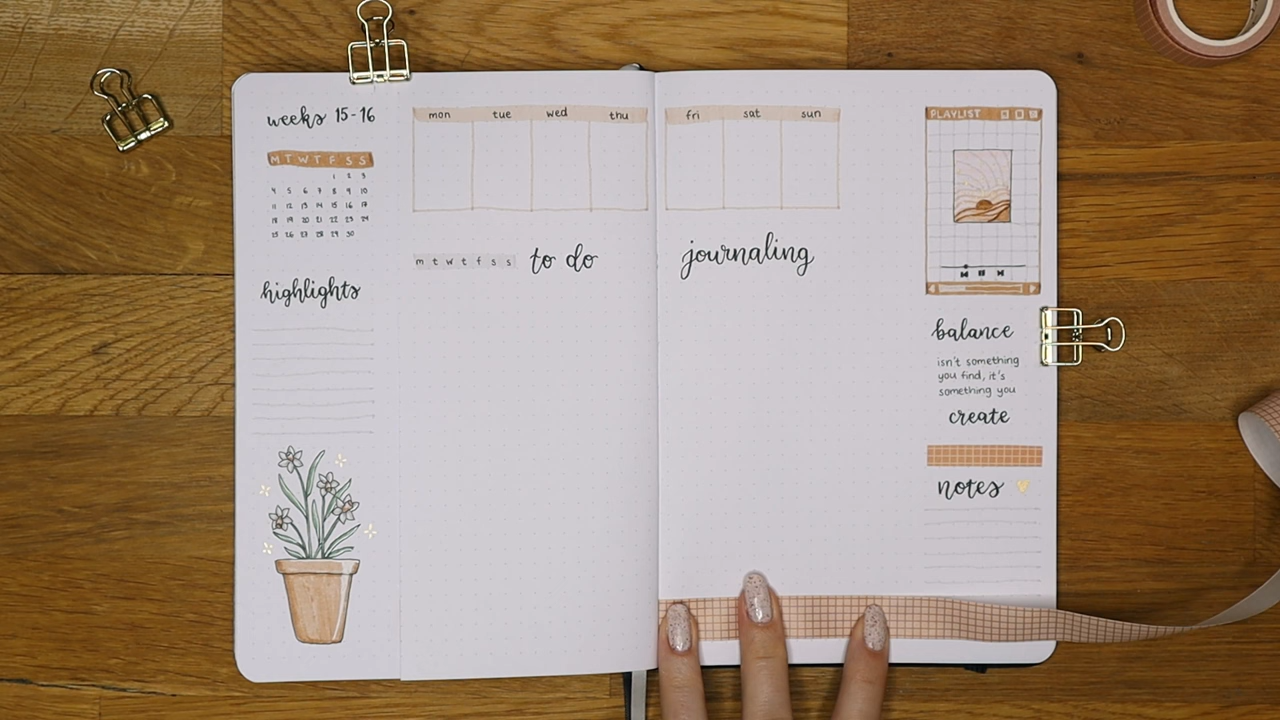 weeks 15-16
M T W T F S S
1 2 3
4 5 6 7 8 9 10
11 12 13 14 15 16 17
18 19 20 21 22 23 24
25 26 27 28 29 30
highlights
mon tue wed thu
m t w t f s s to do
fri sat sun
journaling
PLAYLIST
balance
isn't something
you find, it's
something you
create
notes